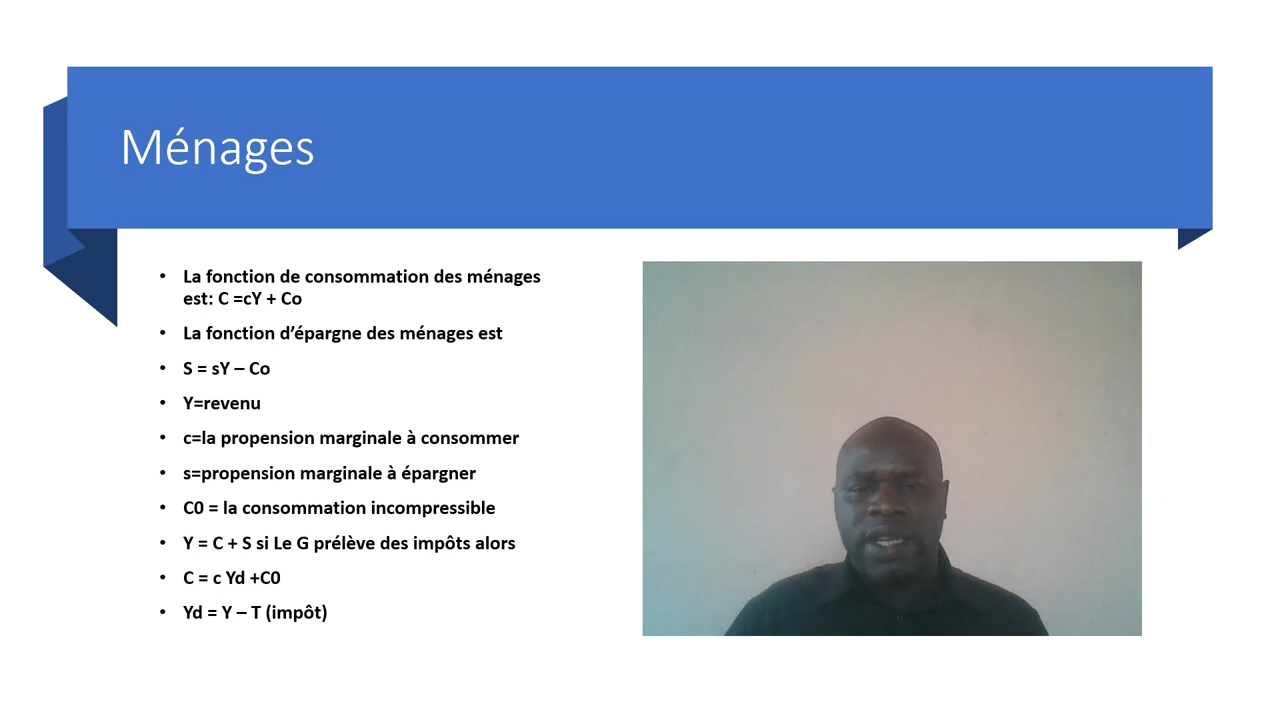 Ménages
• La fonction de consommation des ménages
est: C =cY + Co
• La fonction d’épargne des ménages est
• S = sY – Co
• Y=revenu
• c=la propension marginale à consommer
• s=propension marginale à épargner
• C0 = la consommation incompressible
• Y = C + S si Le G prélève des impôts alors
• C = c Yd +C0
• Yd = Y – T (impôt)